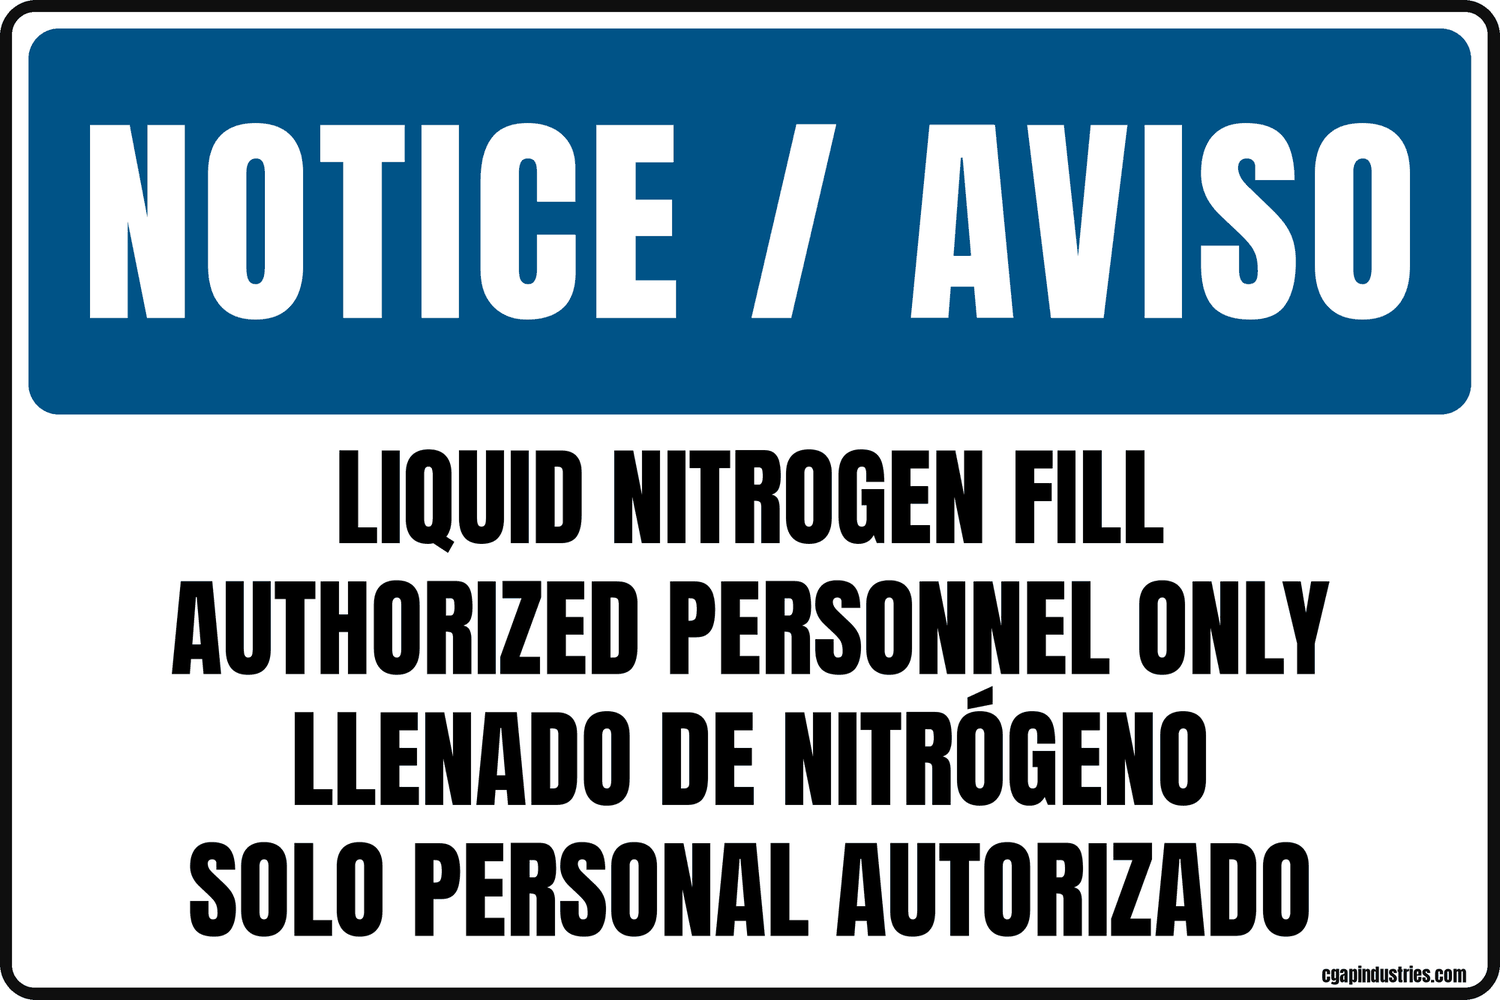 NOTICE / AVISO
LIQUID NITROGEN FILL
AUTHORIZED PERSONNEL ONLY
LLENADO DE NITRÓGENO
SOLO PERSONAL AUTORIZADO
cgapindustries.com